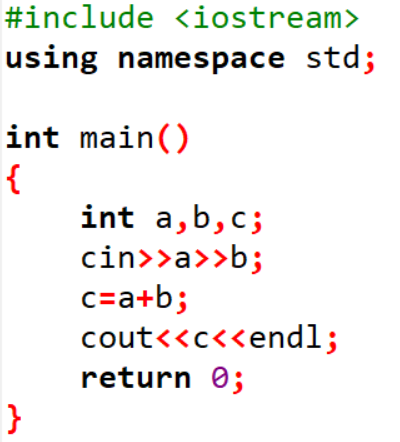 #include <iostream>
using namespace std;
int main()
{
int a,b,c;
cin>>a>>b;
c=a+b;
cout<<c<<endl;
return 0;
}